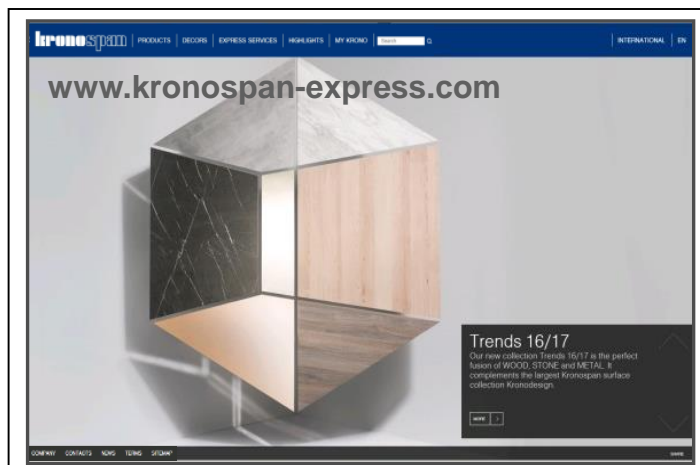 kronospan PRODUCTS DECORS EXPRESS SERVICES HIGHLIGHTS MY KRONO Search INTERNATIONAL EN
www.kronospan-express.com
Trends 16/17
Our new collection Trends 16/17 is the perfect
fusion of WOOD, STONE and METAL. It
complements the largest Kronospan surface
collection Kronodesign.
MORE >
COMPANY CONTACTS NEWS TERMS SITEMAP SHARE